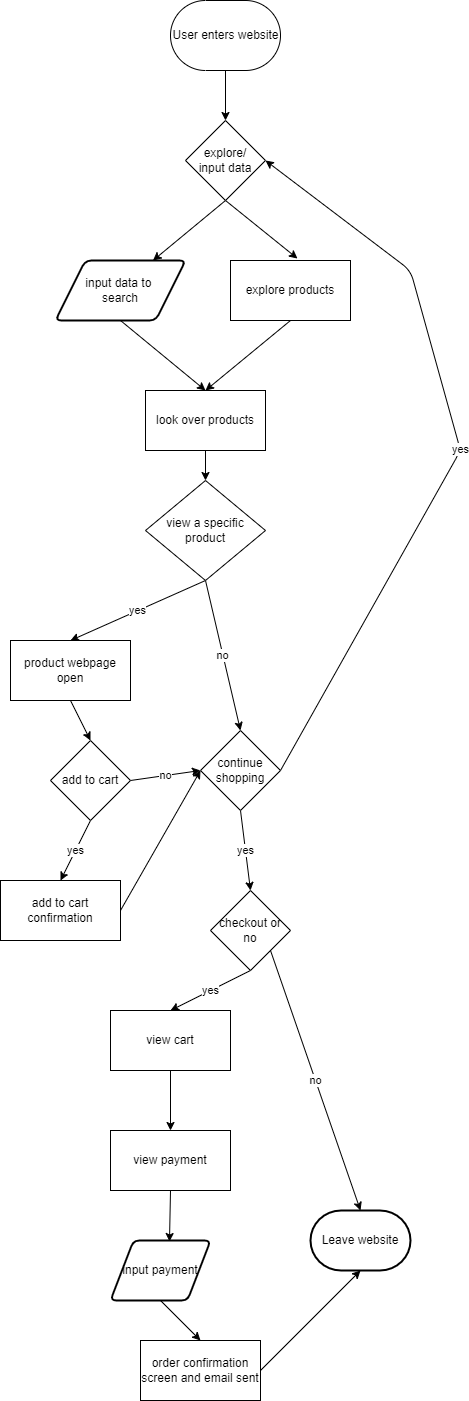 User enters website
explore/
input data
input data to
search
explore products
look over products
yes
view a specific
product
yes
no
product webpage
open
add to cart
no
continue
shopping
yes
yes
add to cart
confirmation
checkout or
no
yes
view cart
no
view payment
Leave website
Input payment
order confirmation
screen and email sent